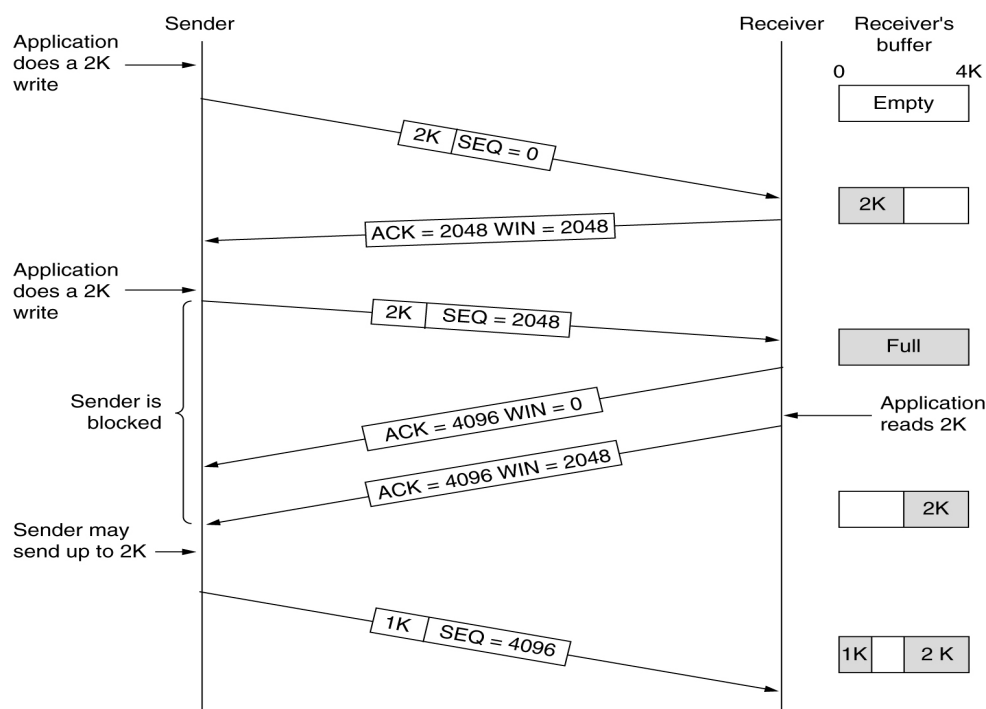 Sender
Receiver
Receiver's
buffer
Application
does a 2K
write
0
4K
Empty
2K
SEQ = 0
2K
ACK = 2048 WIN = 2048
Application
does a 2K
write
2K
SEQ = 2048
Full
Sender is
blocked
ACK = 4096 WIN = 0
Application
reads 2K
ACK = 4096 WIN = 2048
2K
Sender may
send up to 2K
1K
SEQ = 4096
1K
2 K